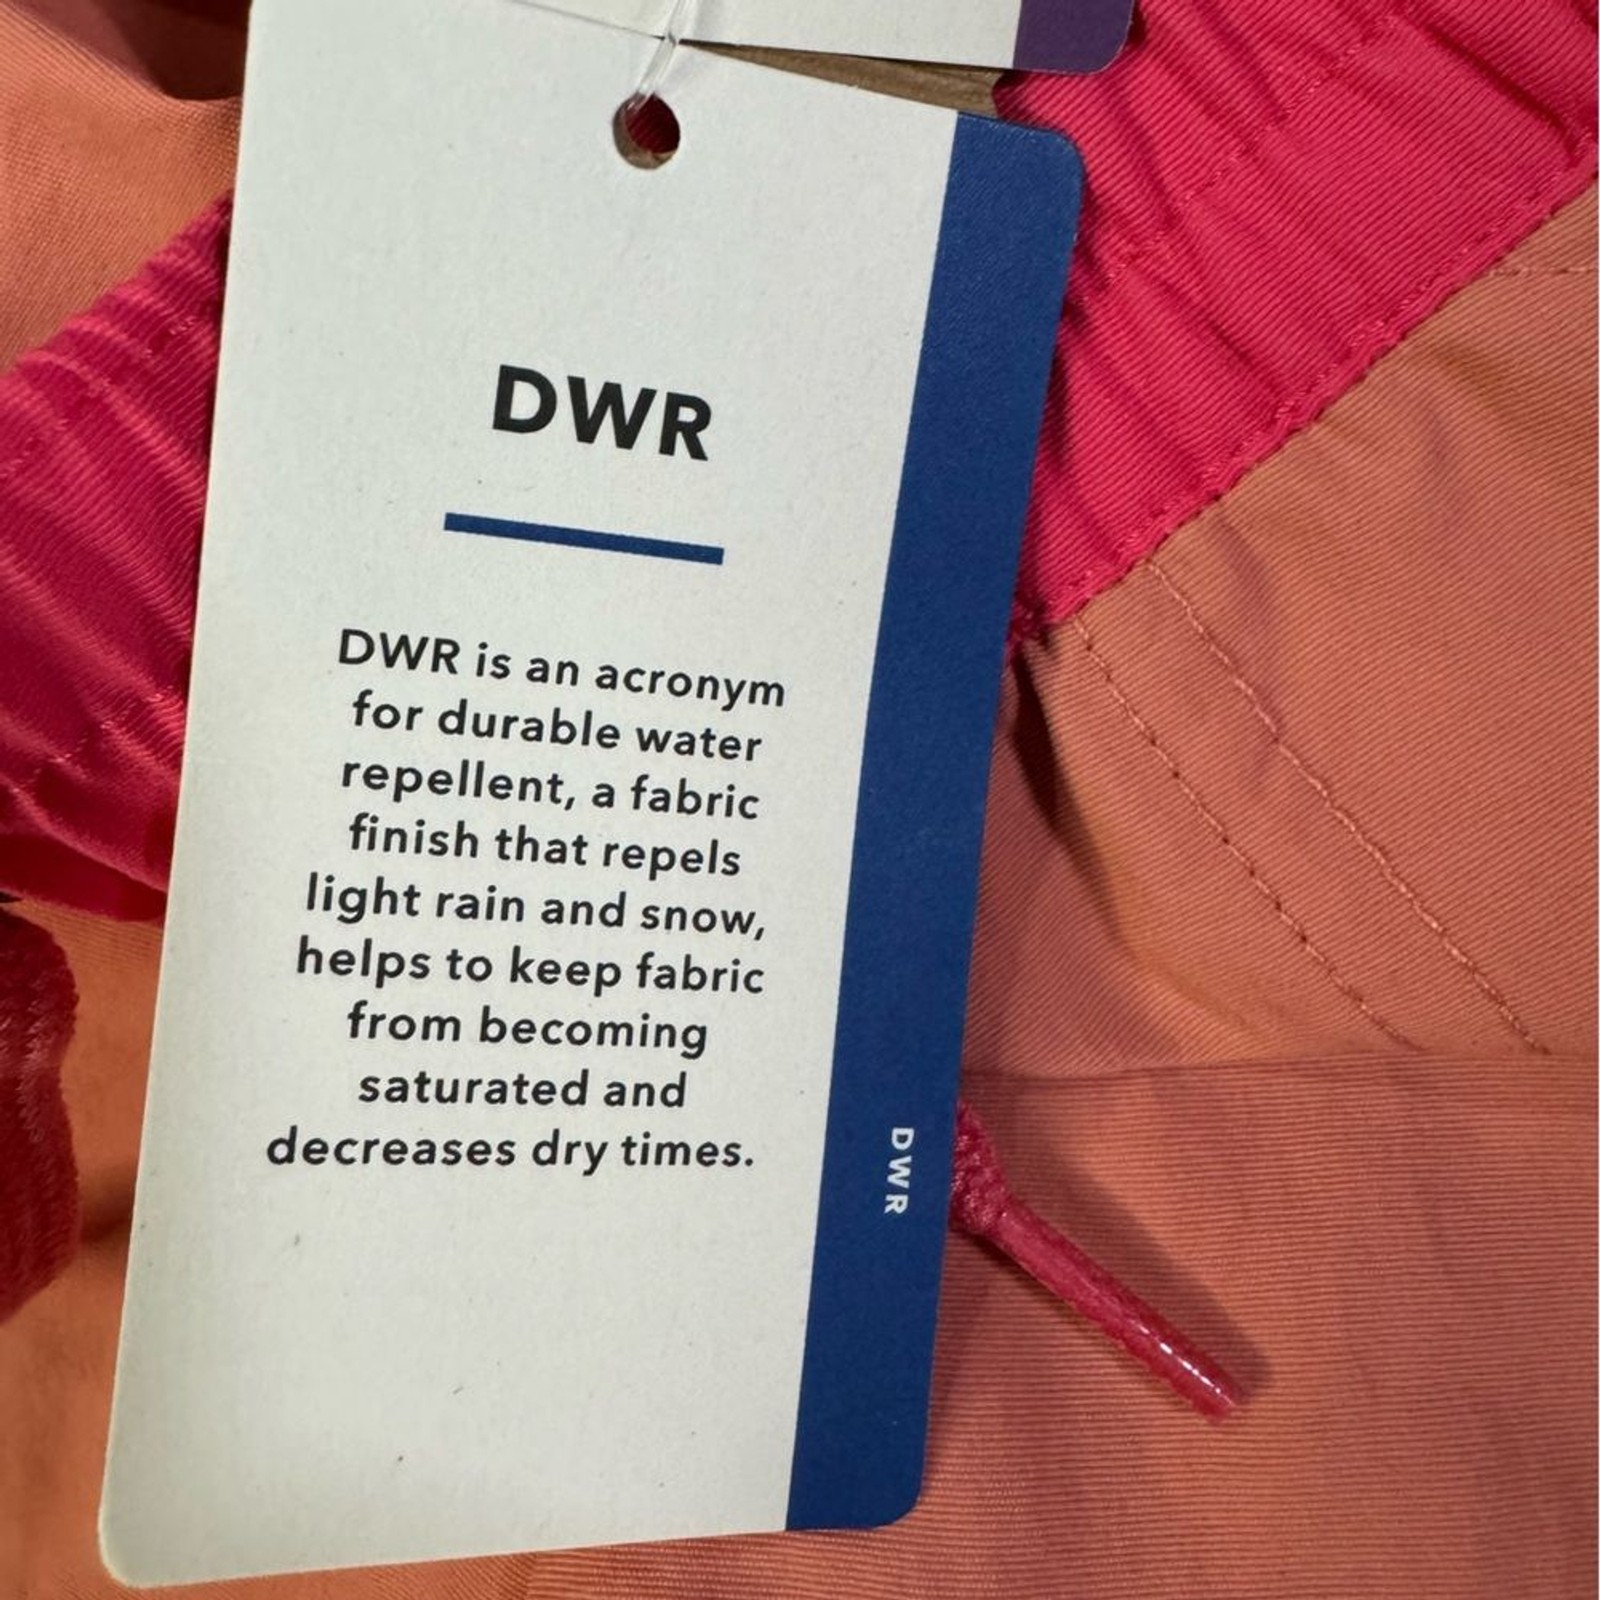 DWR
DWR is an acronym
for durable water
repellent, a fabric
finish that repels
light rain and snow,
helps to keep fabric
from becoming
saturated and
decreases dry times.
DWR